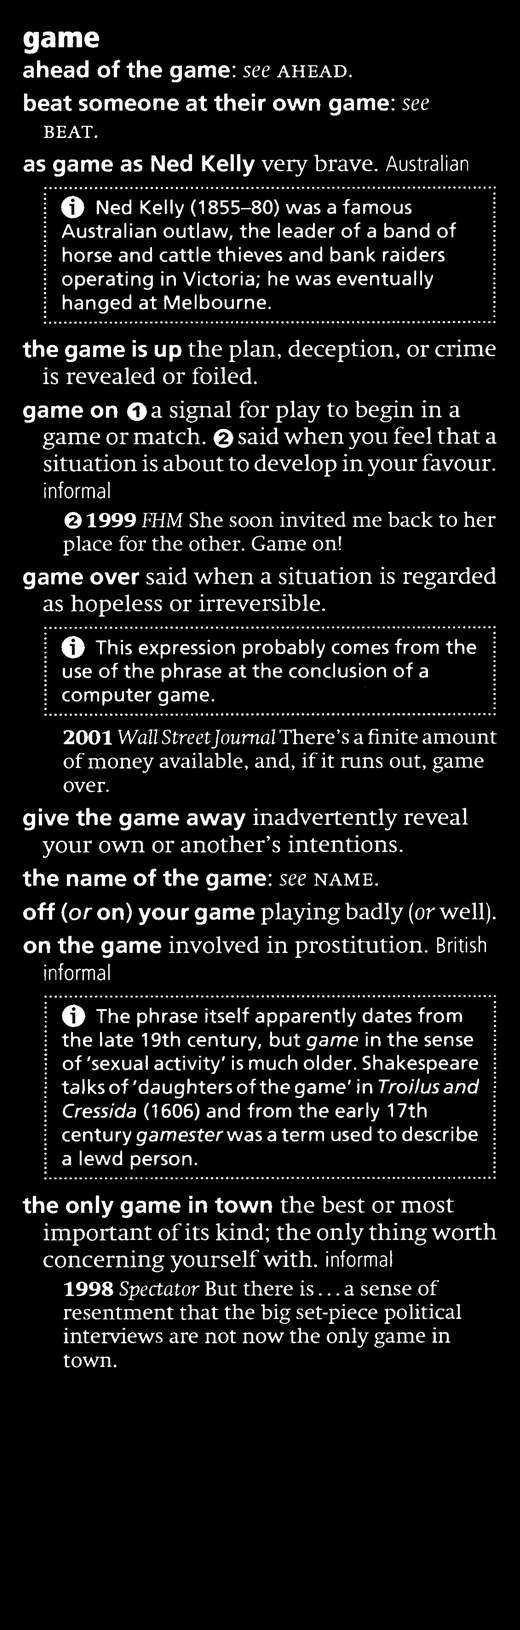 game
ahead of the game: see AHEAD.
beat someone at their own game: see
BEAT.
as game as Ned Kelly very brave. Australian
ⓘ Ned Kelly (1855–80) was a famous
Australian outlaw, the leader of a band of
horse and cattle thieves and bank raiders
operating in Victoria; he was eventually
hanged at Melbourne.
the game is up the plan, deception, or crime
is revealed or foiled.
game on ❶ a signal for play to begin in a
game or match. ❷ said when you feel that a
situation is about to develop in your favour.
informal
❷ 1999 FHM She soon invited me back to her
place for the other. Game on!
game over said when a situation is regarded
as hopeless or irreversible.
ⓘ This expression probably comes from the
use of the phrase at the conclusion of a
computer game.
2001 Wall Street Journal There's a finite amount
of money available, and, if it runs out, game
over.
give the game away inadvertently reveal
your own or another's intentions.
the name of the game: see NAME.
off (or on) your game playing badly (or well).
on the game involved in prostitution. British
informal
ⓘ The phrase itself apparently dates from
the late 19th century, but game in the sense
of 'sexual activity' is much older. Shakespeare
talks of 'daughters of the game' in Troilus and
Cressida (1606) and from the early 17th
century gamester was a term used to describe
a lewd person.
the only game in town the best or most
important of its kind; the only thing worth
concerning yourself with. informal
1998 Spectator But there is... a sense of
resentment that the big set-piece political
interviews are not now the only game in
town.